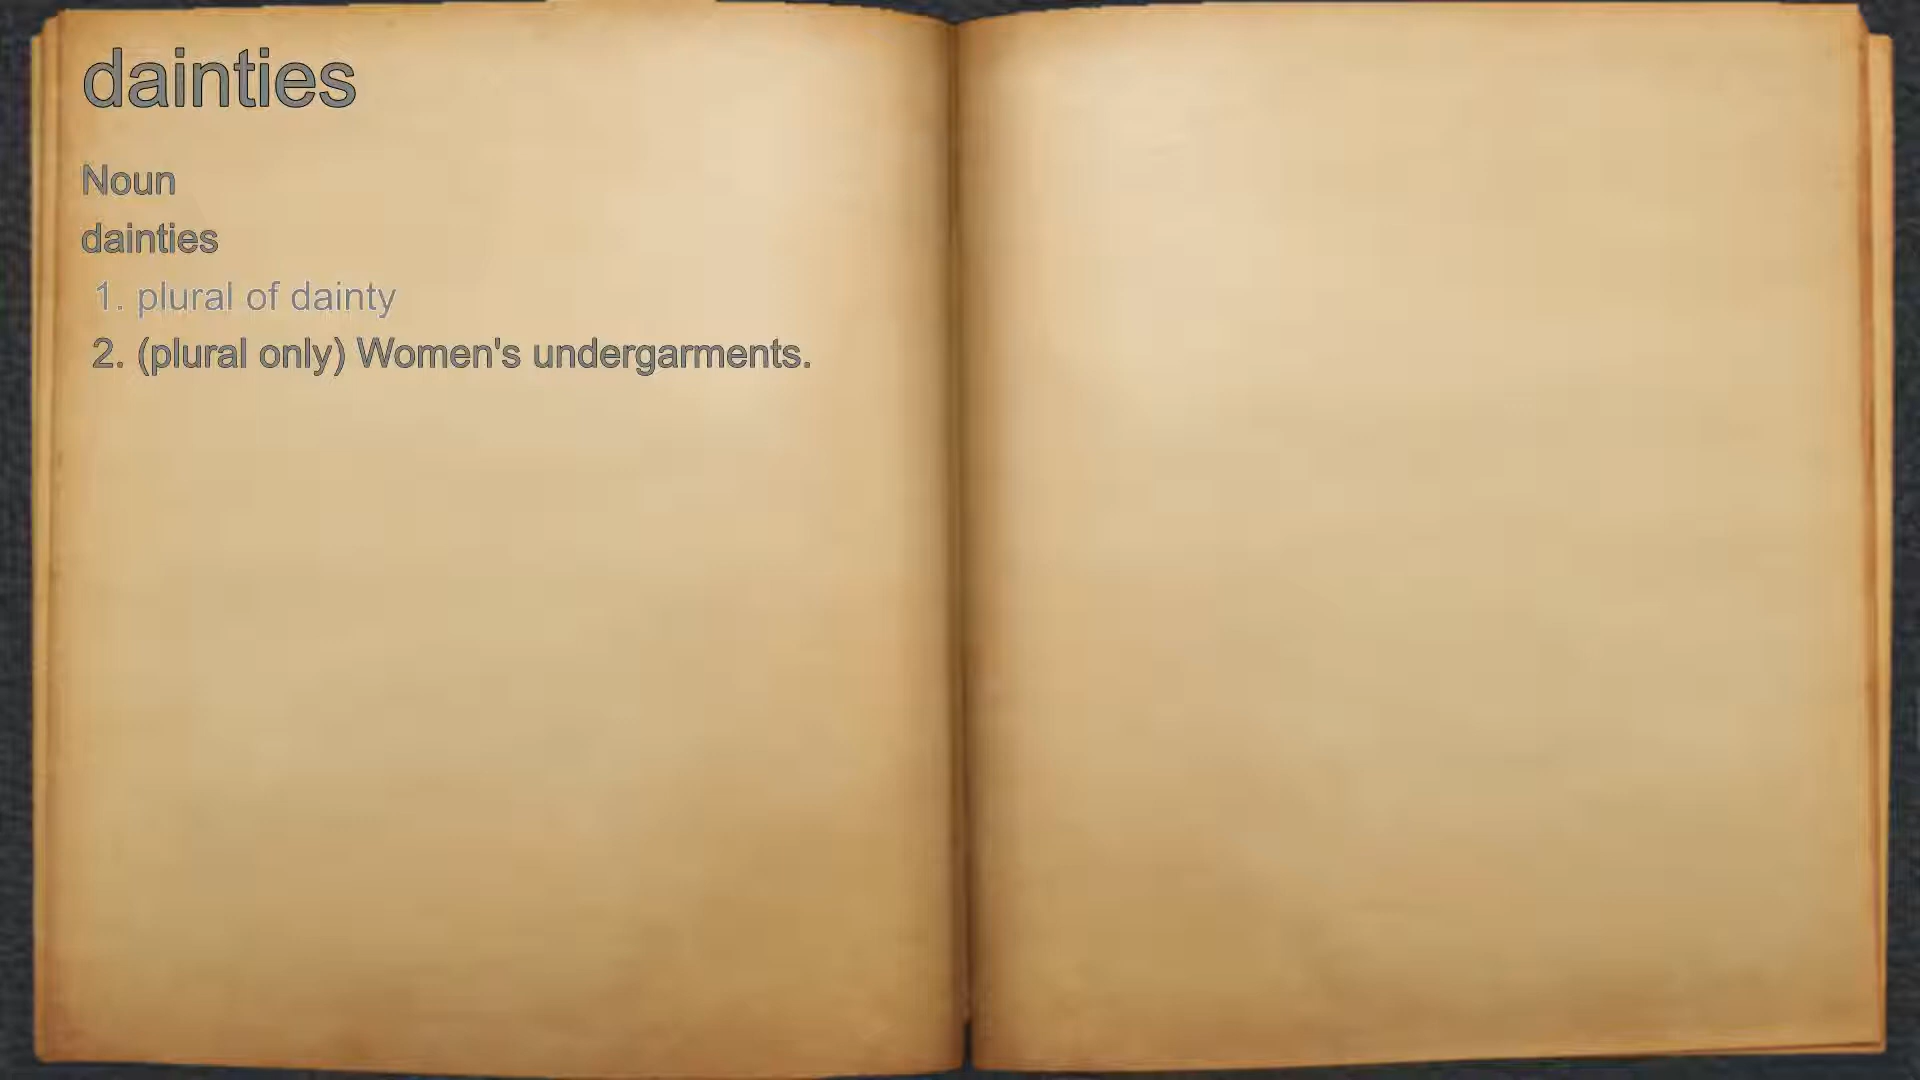 dainties
Noun
dainties
1. plural of dainty
2. (plural only) Women's undergarments.